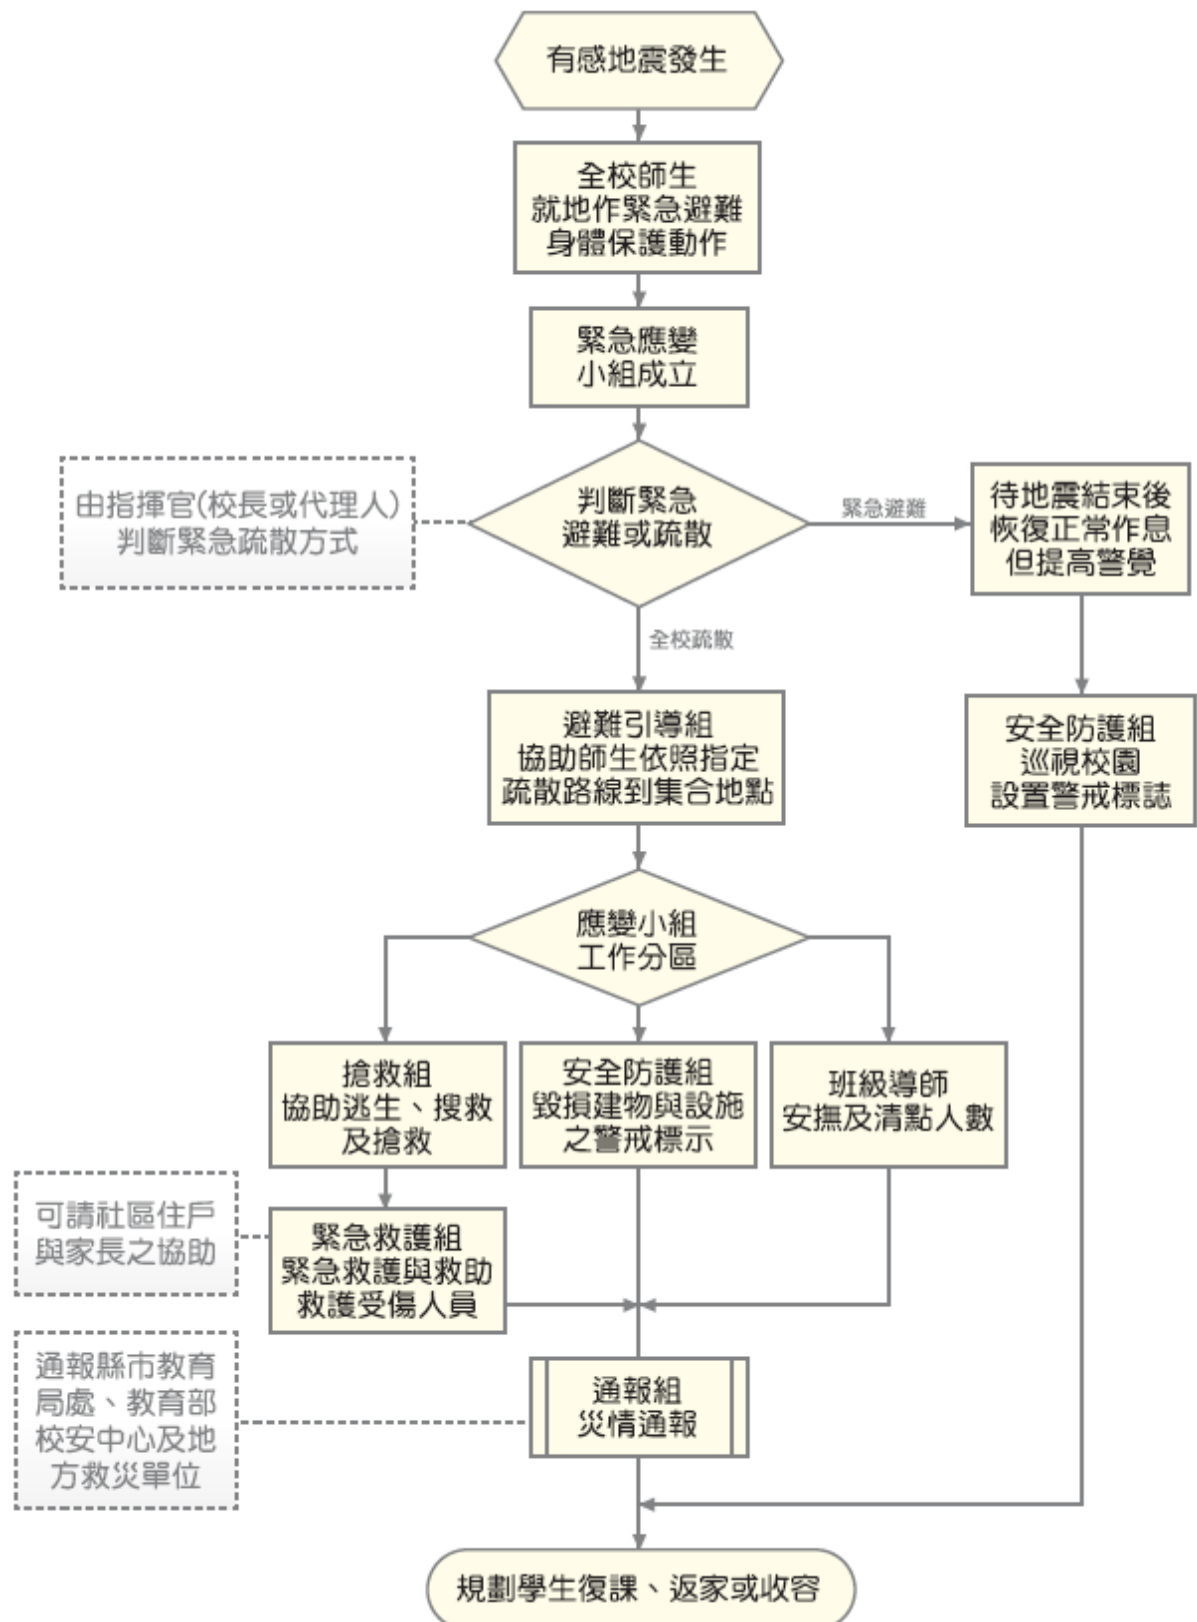 有感地震發生
全校師生
就地作緊急避難
身體保護動作
緊急應變
小組成立
由指揮官(校長或代理人)
判斷緊急疏散方式
判斷緊急
避難或疏散
緊急避難
待地震結束後
恢復正常作息
但提高警覺
全校疏散
避難引導組
協助師生依照指定
疏散路線到集合地點
安全防護組
巡視校園
設置警戒標誌
應變小組
工作分區
搶救組
協助逃生、搜救
及搶救
安全防護組
毀損建物與設施
之警戒標示
班級導師
安撫及清點人數
可請社區住戶
與家長之協助
緊急救護組
緊急救護與救助
救護受傷人員
通報縣市教育
局處、教育部
校安中心及地
方救災單位
通報組
災情通報
規劃學生復課、返家或收容